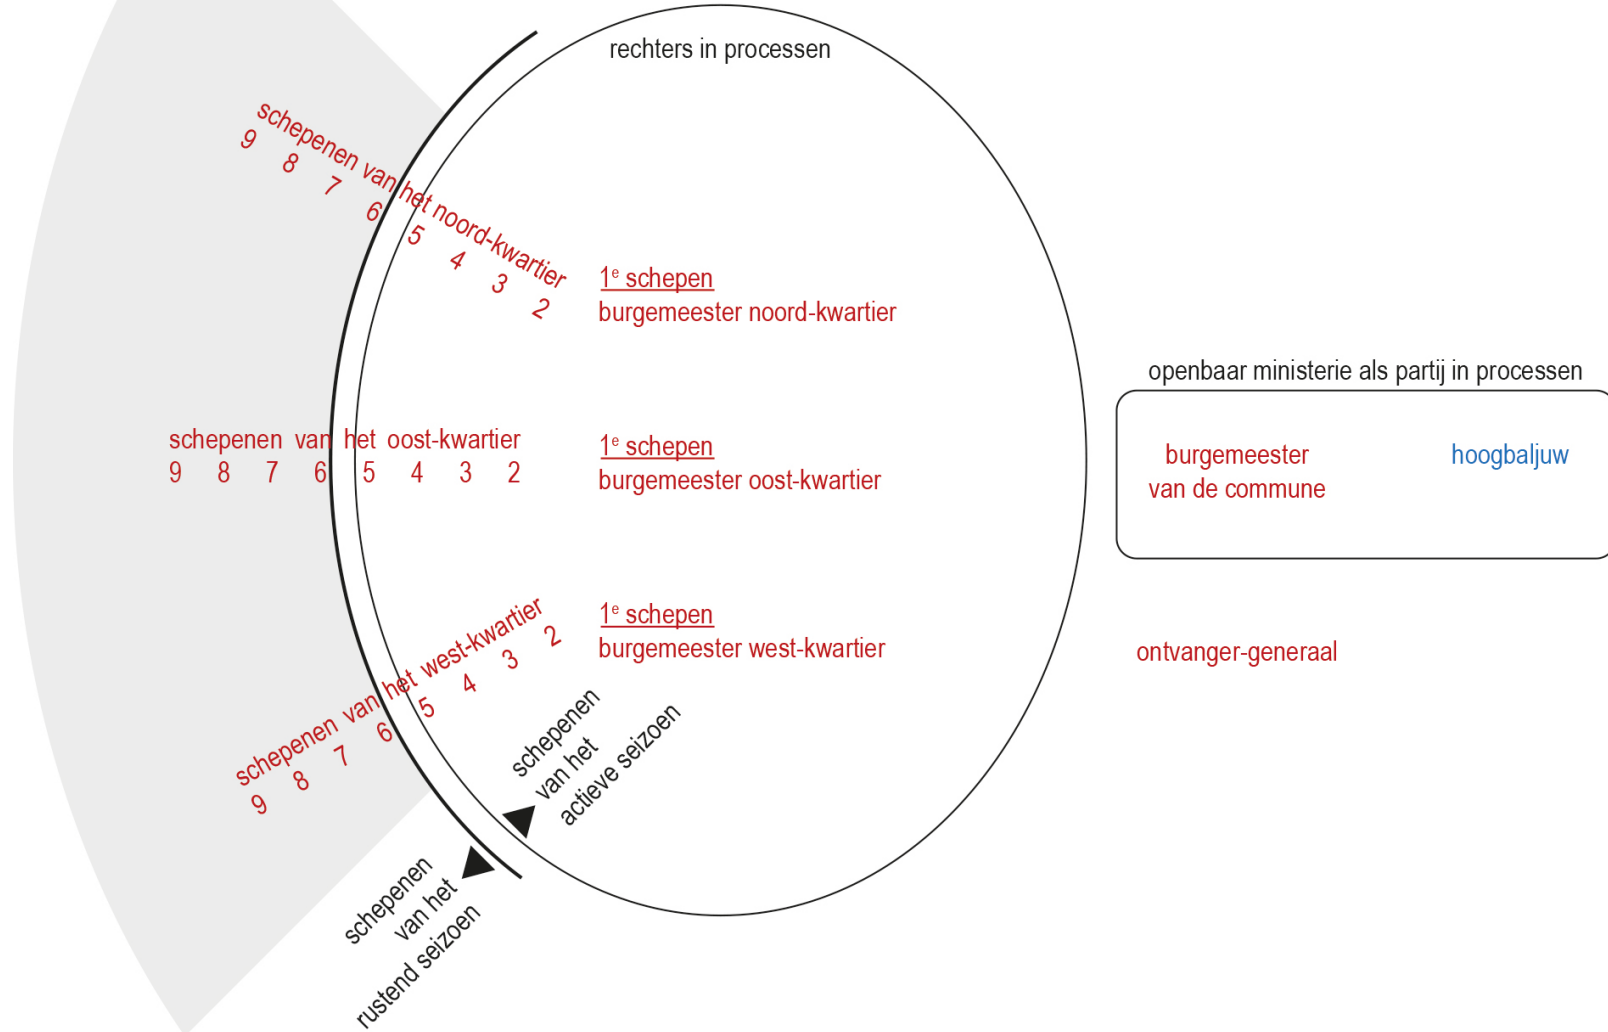 rechters in processen
schepenen van het noord-kwartier
9 8 7 6 5 4 3 2
1e schepen
burgemeester noord-kwartier
openbaar ministerie als partij in processen
burgemeester
van de commune
hoogbaljuw
schepenen van het oost-kwartier
9 8 7 6 5 4 3 2
1e schepen
burgemeester oost-kwartier
schepenen van het west-kwartier
9 8 7 6 5 4 3 2
1e schepen
burgemeester west-kwartier
ontvanger-generaal
schepenen
van het
actieve seizoen
schepenen
van het
rustend seizoen